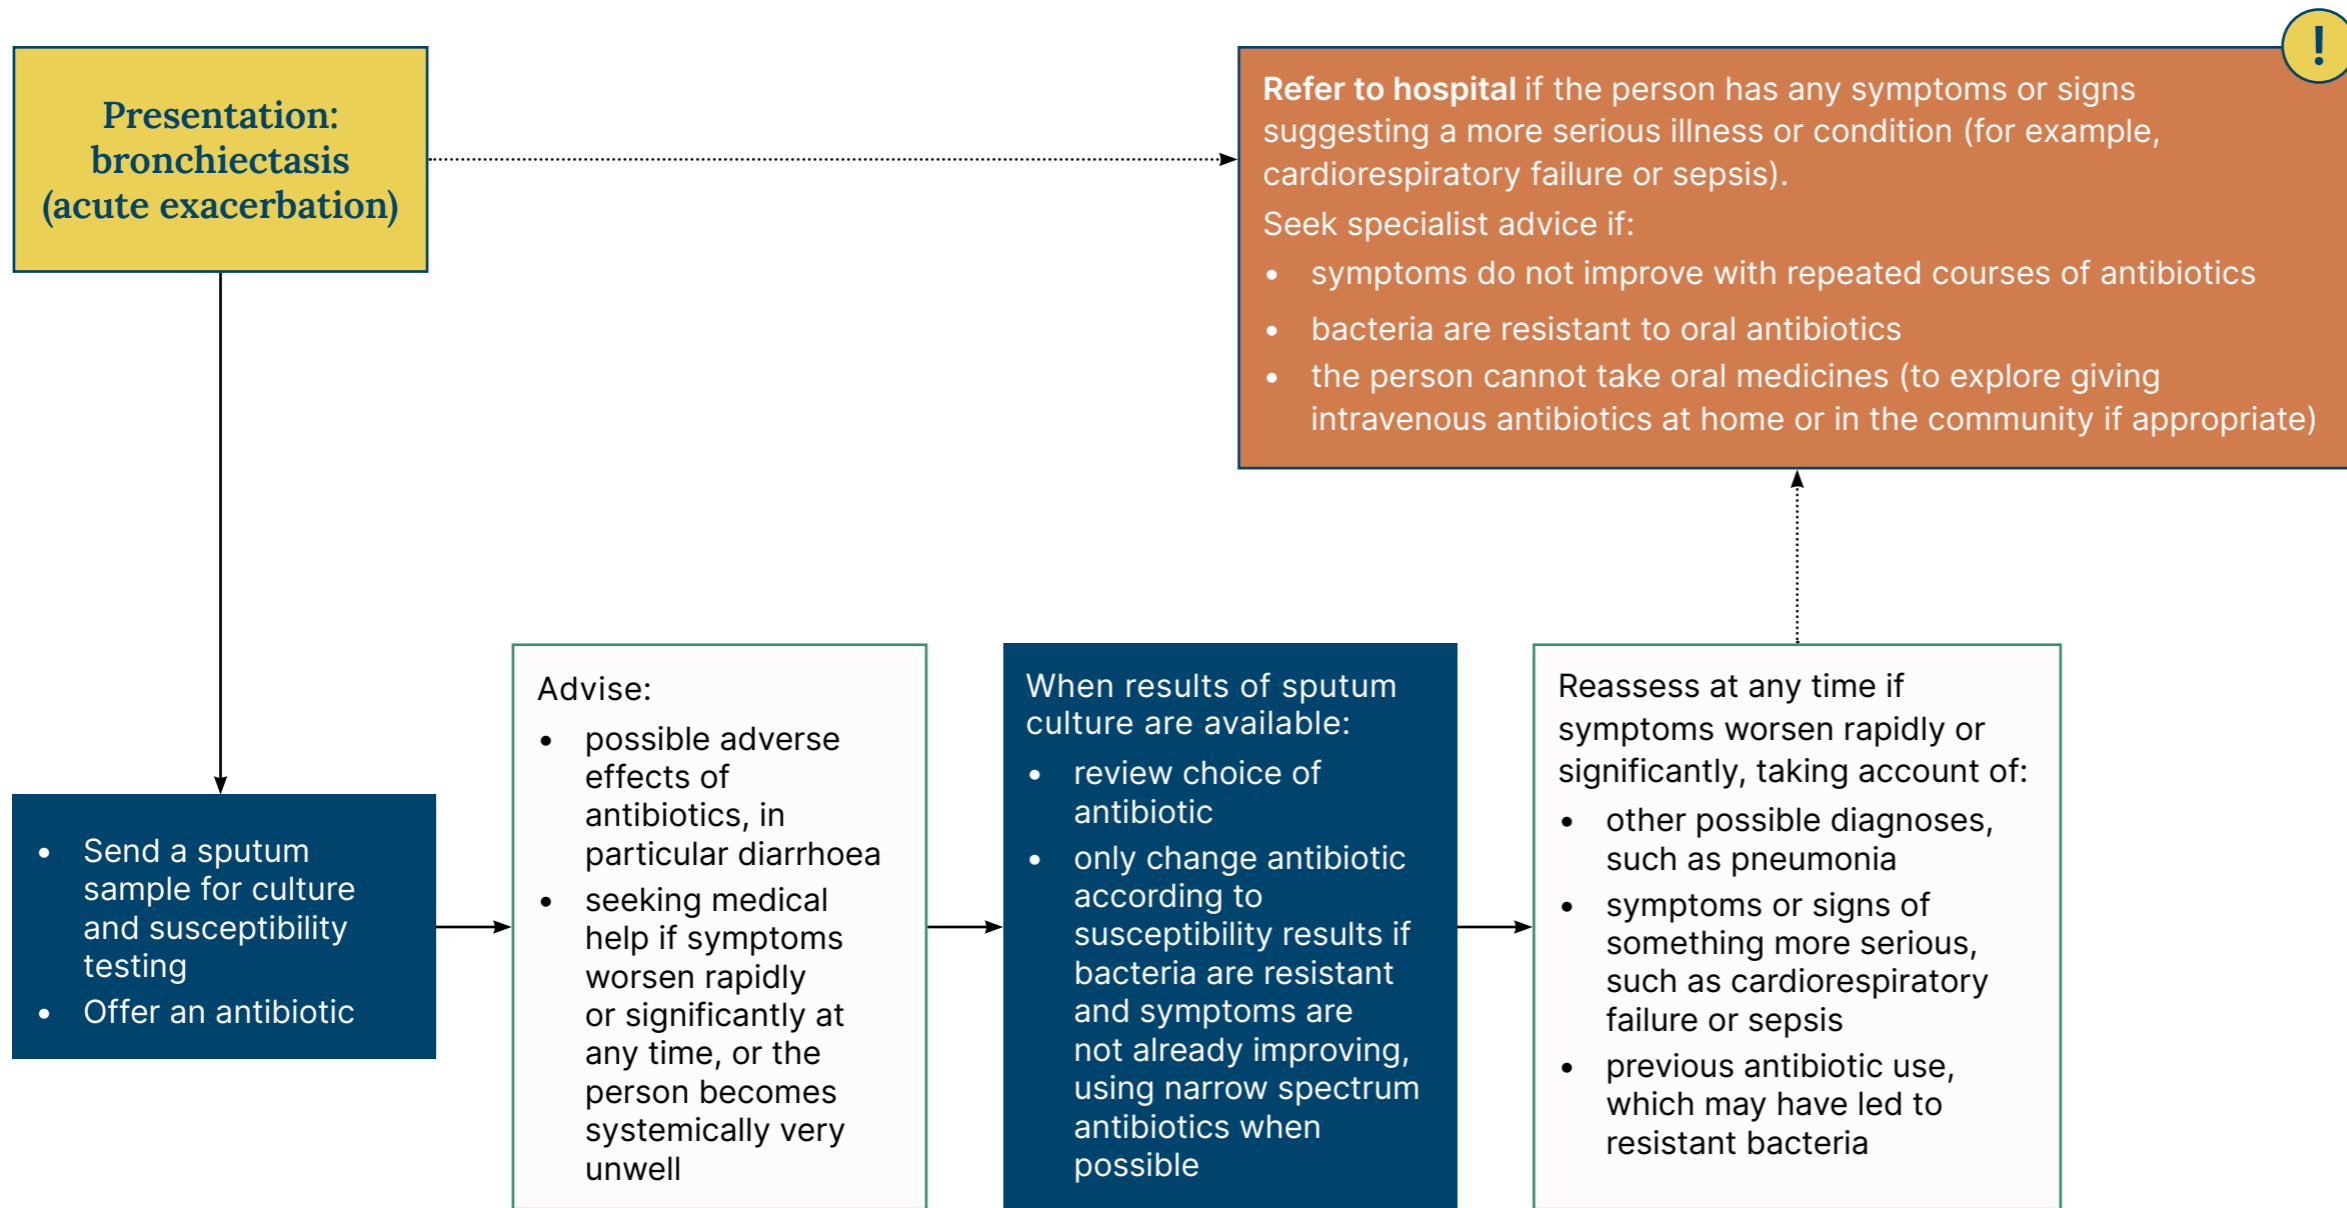 Presentation:
bronchiectasis
(acute exacerbation)
!
Refer to hospital if the person has any symptoms or signs
suggesting a more serious illness or condition (for example,
cardiorespiratory failure or sepsis).
Seek specialist advice if:
• symptoms do not improve with repeated courses of antibiotics
• bacteria are resistant to oral antibiotics
• the person cannot take oral medicines (to explore giving
intravenous antibiotics at home or in the community if appropriate)
• Send a sputum
sample for culture
and susceptibility
testing
• Offer an antibiotic
Advise:
• possible adverse
effects of
antibiotics, in
particular diarrhoea
• seeking medical
help if symptoms
worsen rapidly
or significantly at
any time, or the
person becomes
systemically very
unwell
When results of sputum
culture are available:
• review choice of
antibiotic
• only change antibiotic
according to
susceptibility results if
bacteria are resistant
and symptoms are
not already improving,
using narrow spectrum
antibiotics when
possible
Reassess at any time if
symptoms worsen rapidly or
significantly, taking account of:
• other possible diagnoses,
such as pneumonia
• symptoms or signs of
something more serious,
such as cardiorespiratory
failure or sepsis
• previous antibiotic use,
which may have led to
resistant bacteria